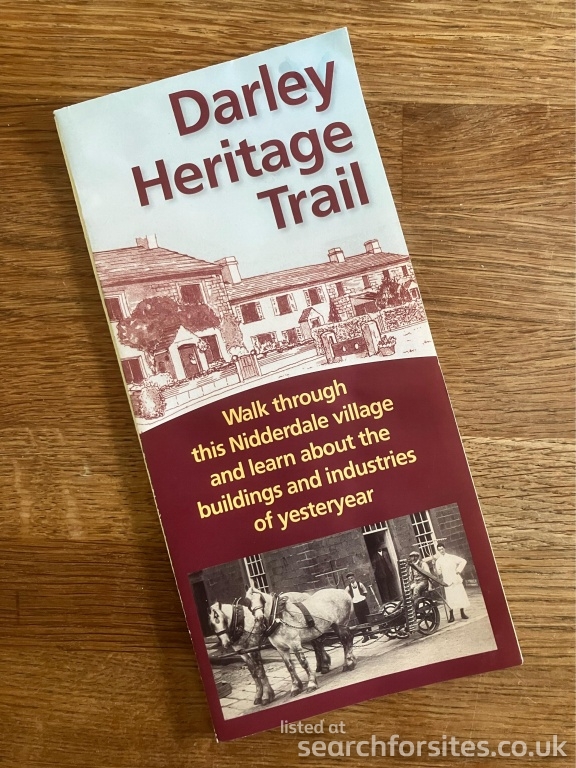 Darley
Heritage
Trail
Walk through
this Nidderdale village
and learn about the
buildings and industries
of yesteryear
listed at
searchforsites.co.uk